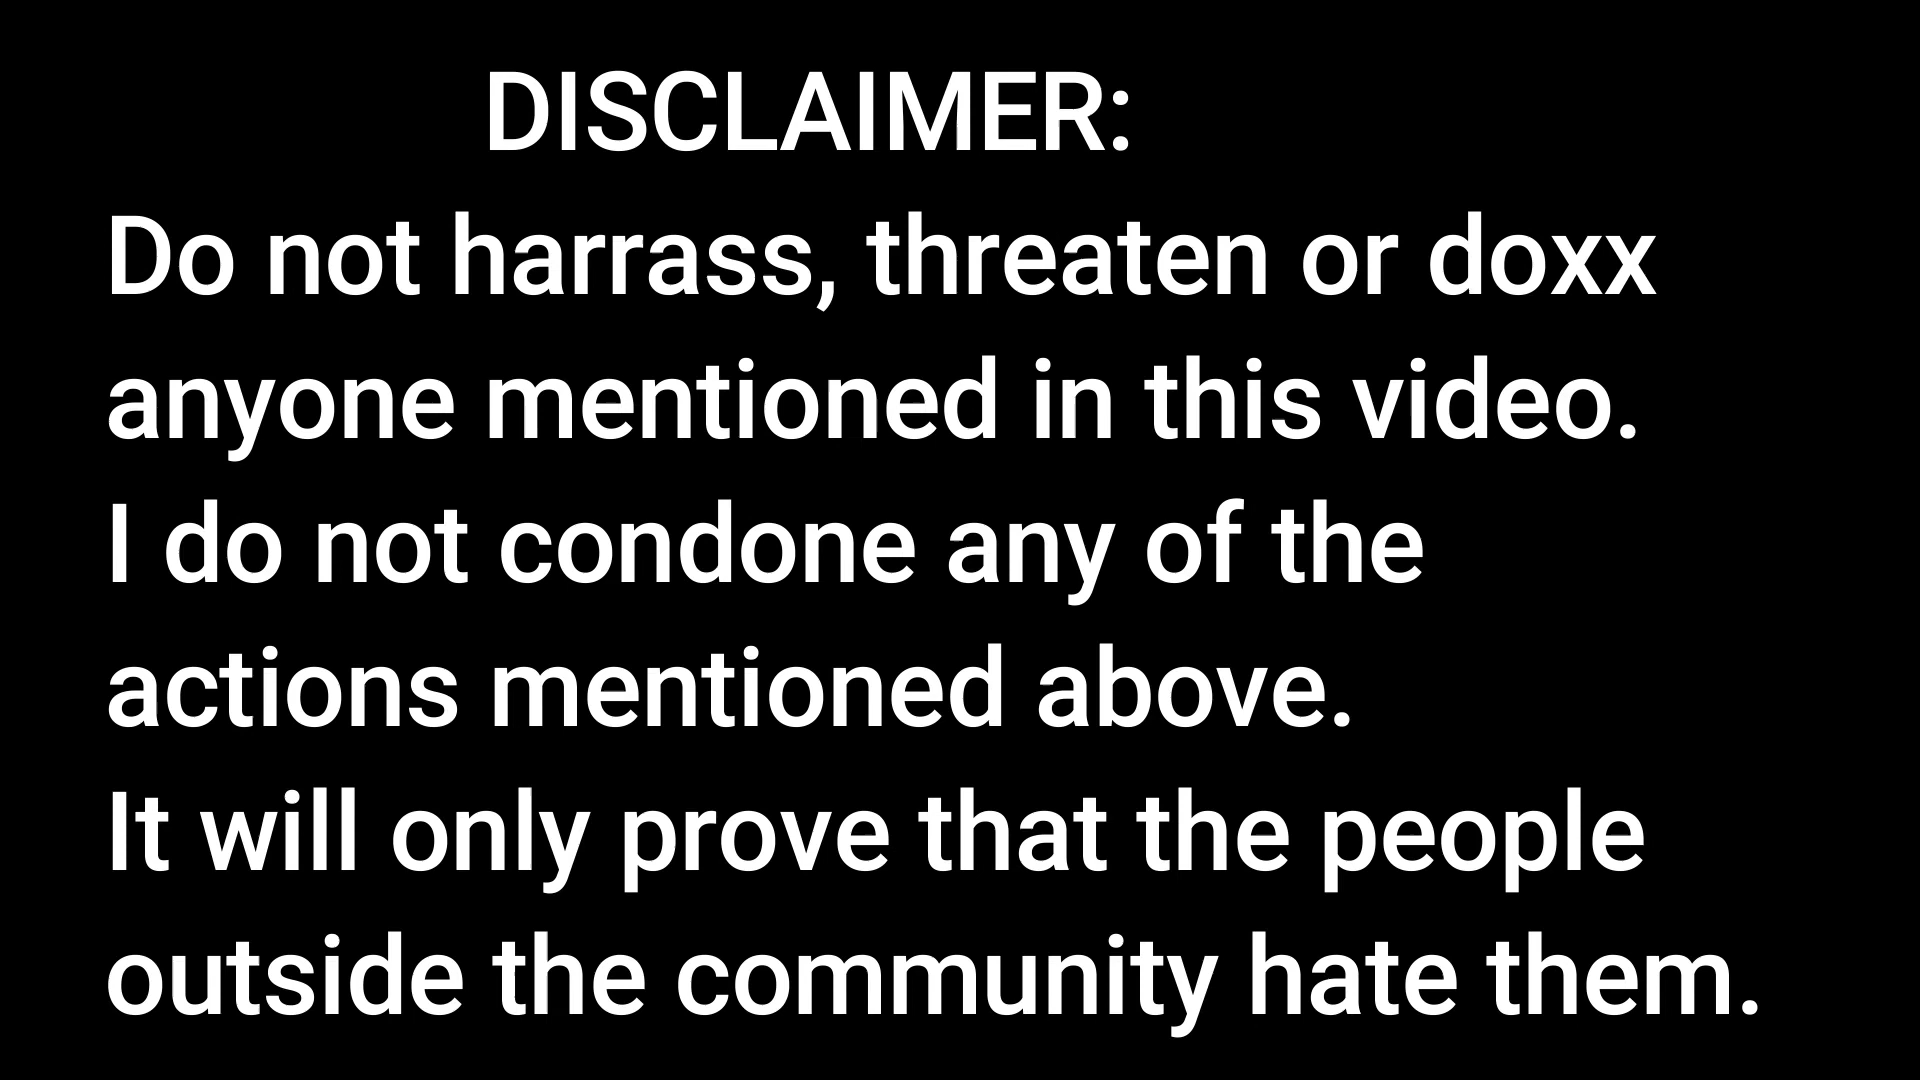 DISCLAIMER:
Do not harrass, threaten or doxx
anyone mentioned in this video.
I do not condone any of the
actions mentioned above.
It will only prove that the people
outside the community hate them.